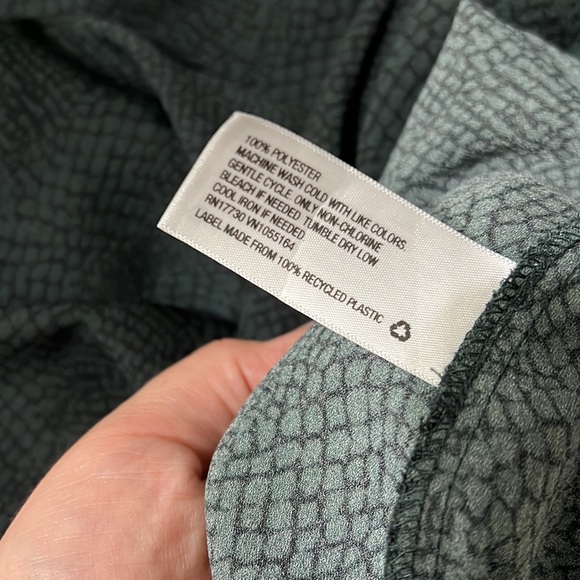 100% POLYESTER
MACHINE WASH COLD WITH LIKE COLORS.
GENTLE CYCLE. ONLY NON-CHLORINE
BLEACH IF NEEDED TUMBLE DRY LOW
COOL IRON IF NEEDED
RN17730 VN1055164
LABEL MADE FROM 100% RECYCLED PLASTIC